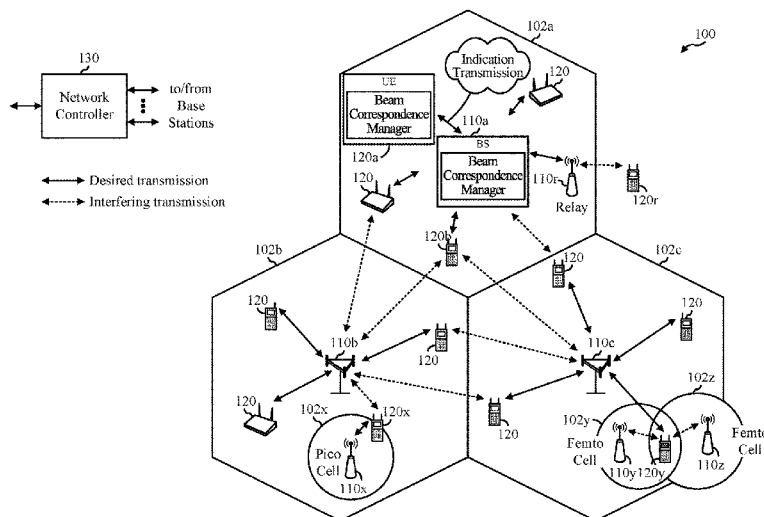 102a
100
130
Network
Controller
to/from
Base
Stations
Indication
Transmission
120
UE
Beam
Correspondence
Manager
120a
110a
BS
Beam
Correspondence
Manager
120
110r
Relay
120r
Desired transmission
Interfering transmission
102b
120b
102c
120
120
110b
120
110c
120
120
102x
120x
Pico
Cell
110x
120
102y
102z
Femto
Cell
110y
120y
110z
Femto
Cell